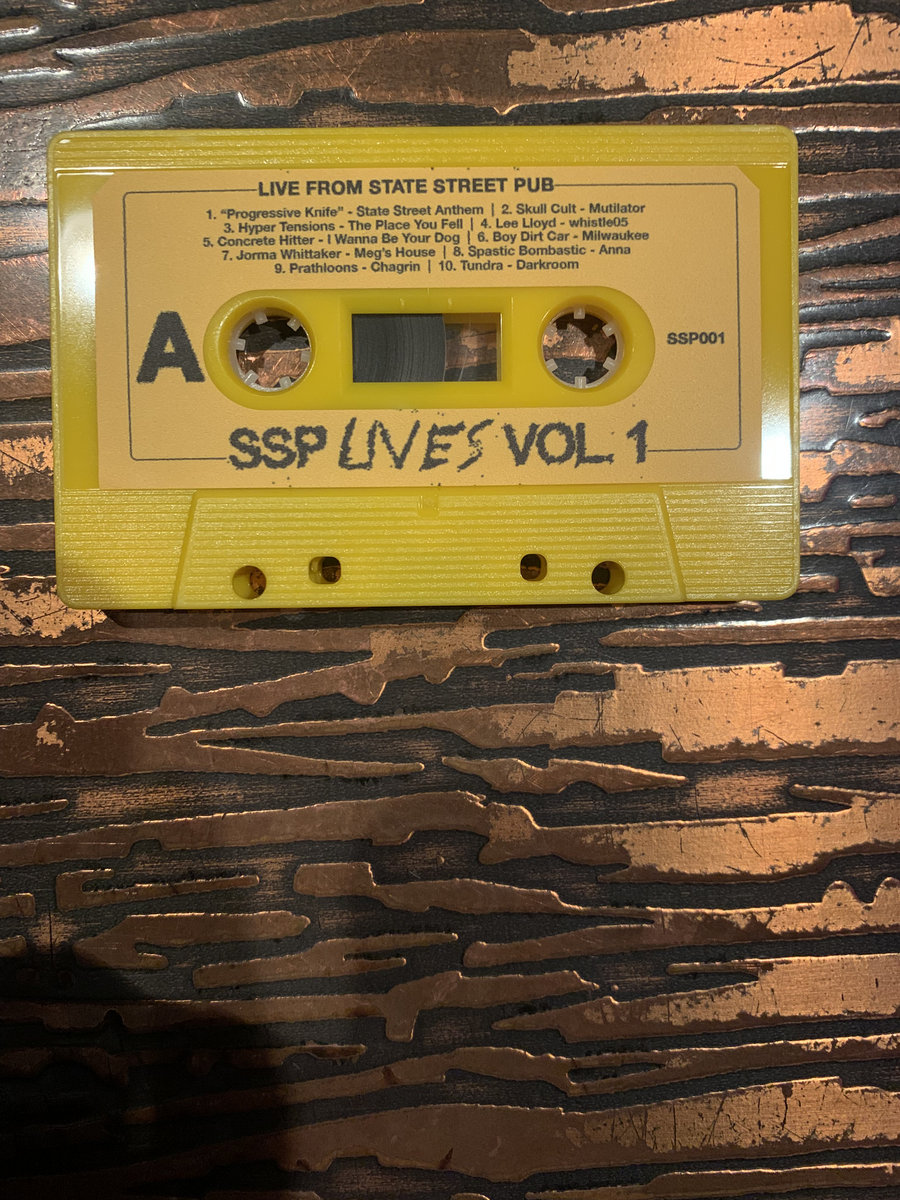 LIVE FROM STATE STREET PUB
1. "Progressive Knife" - State Street Anthem | 2. Skull Cult - Mutilator
3. Hyper Tensions - The Place You Fell | 4. Lee Lloyd - whistle05
5. Concrete Hitter - I Wanna Be Your Dog | 6. Boy Dirt Car - Milwaukee
7. Jorma Whittaker - Meg's House | 8. Spastic Bombastic - Anna
9. Prathloons - Chagrin | 10. Tundra - Darkroom
A
SSP001
SSP LIVES VOL. 1